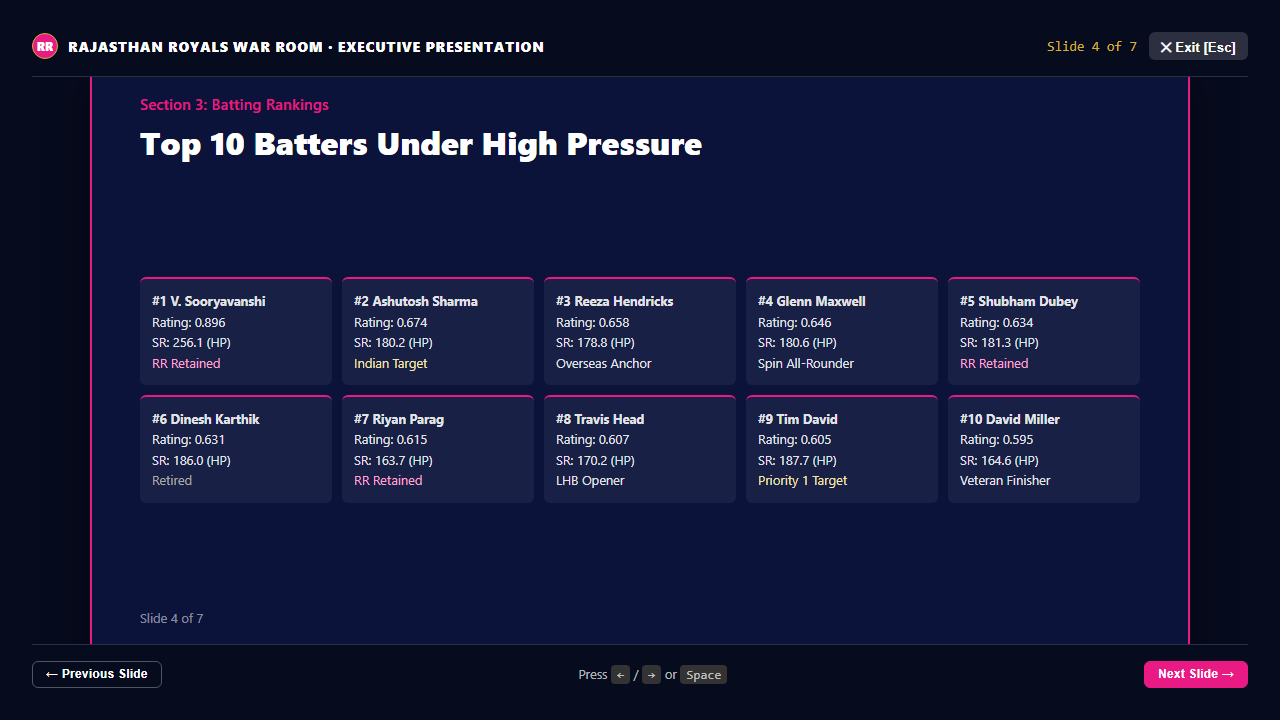 RR RAJASTHAN ROYALS WAR ROOM · EXECUTIVE PRESENTATION
Slide 4 of 7
✕ Exit [Esc]
Section 3: Batting Rankings
Top 10 Batters Under High Pressure
#1 V. Sooryavanshi
Rating: 0.896
SR: 256.1 (HP)
RR Retained
#2 Ashutosh Sharma
Rating: 0.674
SR: 180.2 (HP)
Indian Target
#3 Reeza Hendricks
Rating: 0.658
SR: 178.8 (HP)
Overseas Anchor
#4 Glenn Maxwell
Rating: 0.646
SR: 180.6 (HP)
Spin All-Rounder
#5 Shubham Dubey
Rating: 0.634
SR: 181.3 (HP)
RR Retained
#6 Dinesh Karthik
Rating: 0.631
SR: 186.0 (HP)
Retired
#7 Riyan Parag
Rating: 0.615
SR: 163.7 (HP)
RR Retained
#8 Travis Head
Rating: 0.607
SR: 170.2 (HP)
LHB Opener
#9 Tim David
Rating: 0.605
SR: 187.7 (HP)
Priority 1 Target
#10 David Miller
Rating: 0.595
SR: 164.6 (HP)
Veteran Finisher
Slide 4 of 7
← Previous Slide
Press ← / → or Space
Next Slide →